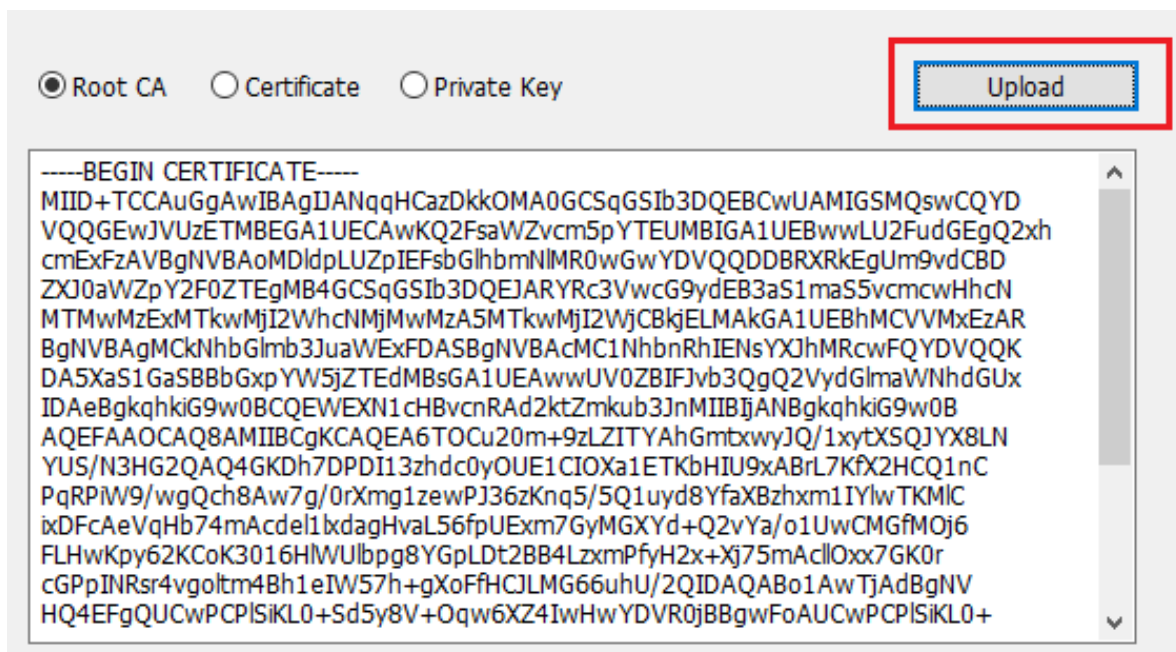 Root CA Certificate Private Key Upload
-----BEGIN CERTIFICATE-----
MIID+TCCAuGgAwIBAgIJANqqHCazDkkOMA0GCSqGSIb3DQEBCwUAMIGSMQswCQYD
VQQGEwJVUzETMBEGA1UECAwKQ2FsaWZvcm5pYTEUMBIGA1UEBwwLU2FudGEgQ2xh
cmExFzAVBgNVBAoMDldpLUZpIEFsbGlhbmNlMR0wGwYDVQQDDBRXRkEgUm9vdCBD
ZXJ0aWZpY2F0ZTEgMB4GCSqGSIb3DQEJARYRc3VwcG9ydEB3aS1maS5vcmcwHhcN
MTMwMzExMTkwMjI2WhcNMjMwMzA5MTkwMjI2WjCBkjELMAkGA1UEBhMCVVMxEzAR
BgNVBAgMCkNhbGlmb3JuaWExFDASBgNVBAcMC1NhbnRhIENsYXJhMRcwFQYDVQQK
DA5XaS1GaSBBbGxpYW5jZTEdMBsGA1UEAwwUV0ZBIFJvb3QgQ2VydGlmaWNhdGUx
IDAeBgkqhkiG9w0BCQEWEXN1cHBvcnRAd2ktZmkub3JnMIIBIjANBgkqhkiG9w0B
AQEFAAOCAQ8AMIIBCgKCAQEA6TOCu20m+9zLZITYAhGmtxwyJQ/1xytXSQJYX8LN
YUS/N3HG2QAQ4GKDh7DPDI13zhdc0yOUE1CIOXa1ETKbHIU9xABrL7KfX2HCQ1nC
PqRPiW9/wgQch8Aw7g/0rXmg1zewPJ36zKnq5/5Q1uyd8YfaXBzhxm1IYlwTKMlC
ixDFcAeVqHb74mAcdel1lxdagHvaL56fpUExm7GyMGXYd+Q2vYa/o1UwCMGfMOj6
FLHwKpy62KCoK3016HlWUlbpg8YGpLDt2BB4LzxmPfyH2x+Xj75mAcllOxx7GK0r
cGPpINRsr4vgoltm4Bh1eIW57h+gXoFfHCJLMG66uhU/2QIDAQABo1AwTjAdBgNV
HQ4EFgQUCwPCPlSiKL0+Sd5y8V+Oqw6XZ4IwHwYDVR0jBBgwFoAUCwPCPlSiKL0+